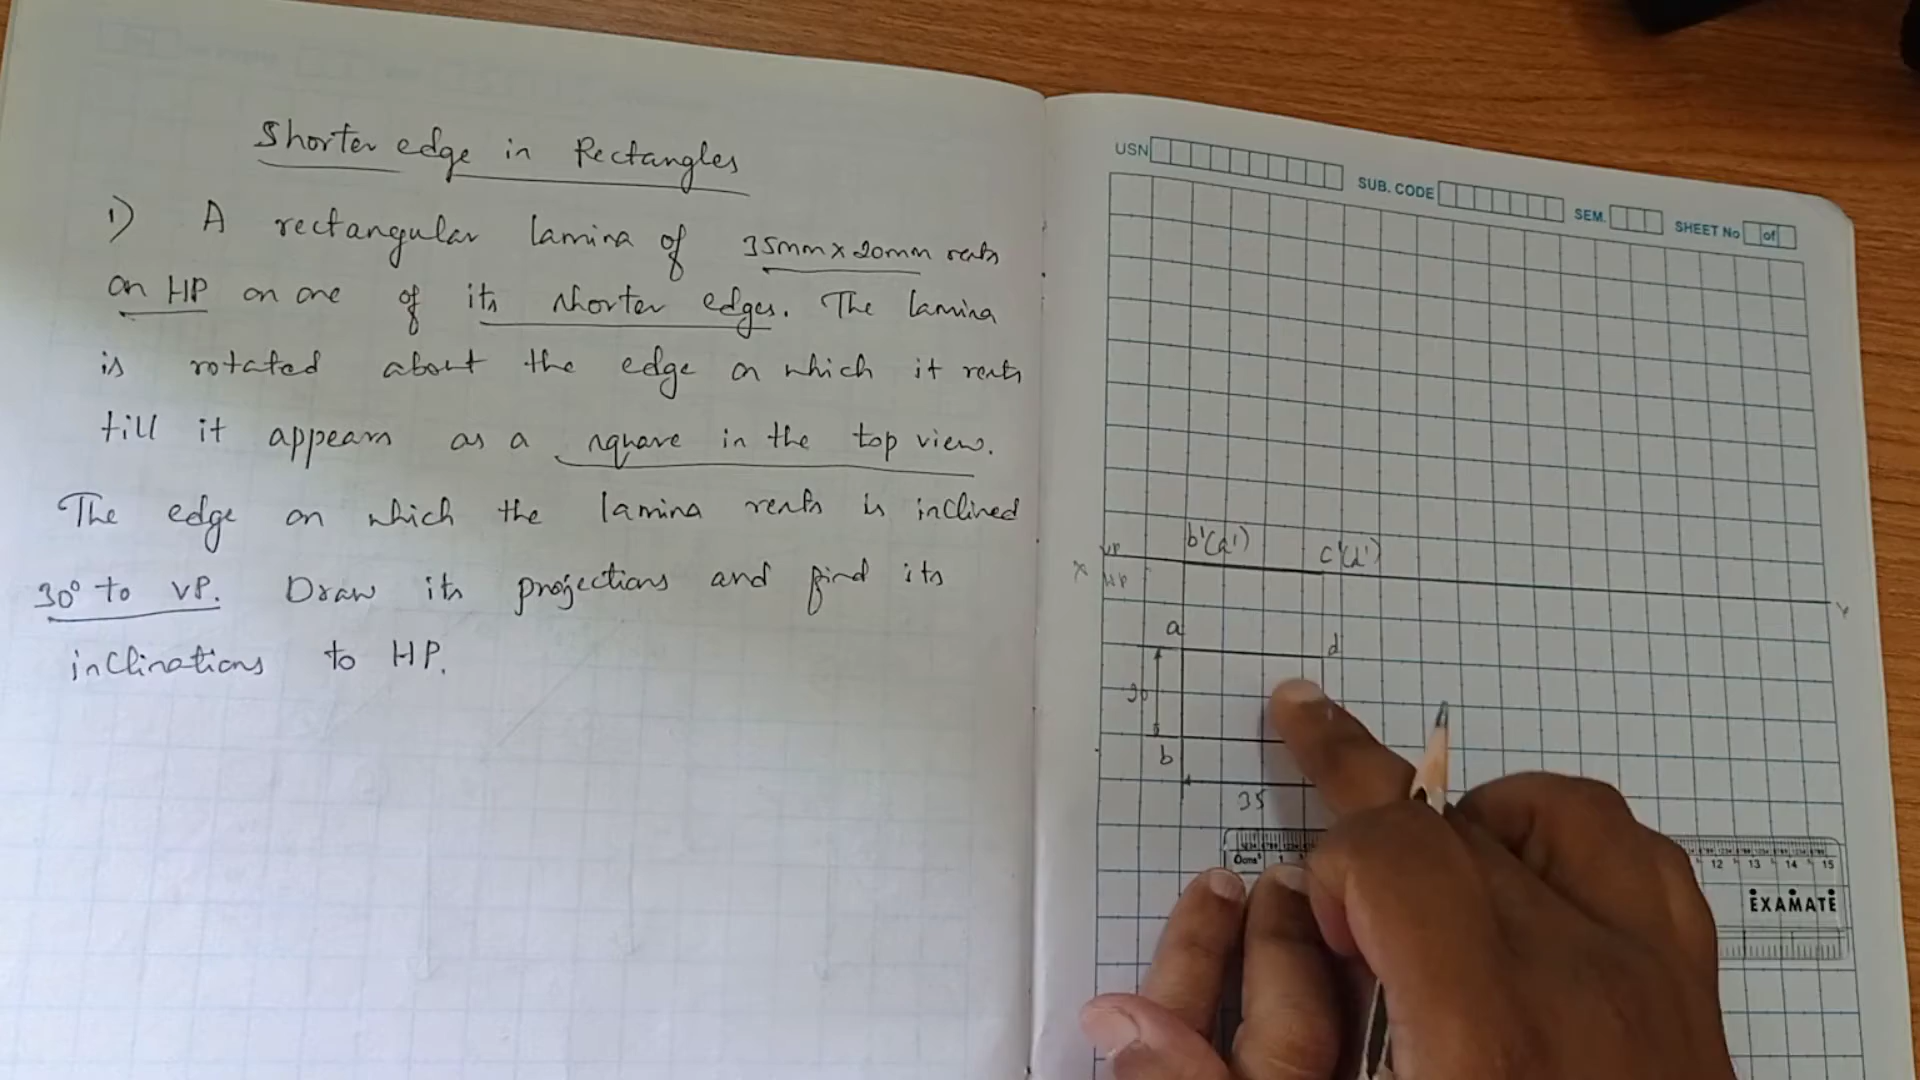 Shorter edge in Rectangles
1) A rectangular lamina of 35mm x 20mm rests
on HP on one of its shorter edges. The lamina
is rotated about the edge on which it rests
till it appears as a square in the top view.
The edge on which the lamina rests is inclined
30° to VP. Draw its projections and find its
inclinations to HP.
USN
SUB. CODE
SEM.
SHEET No of
b'(a')
c'(d')
X VP
HP
Y
a
d
b
35
0cms 1
12 13 14 15
EXAMATE